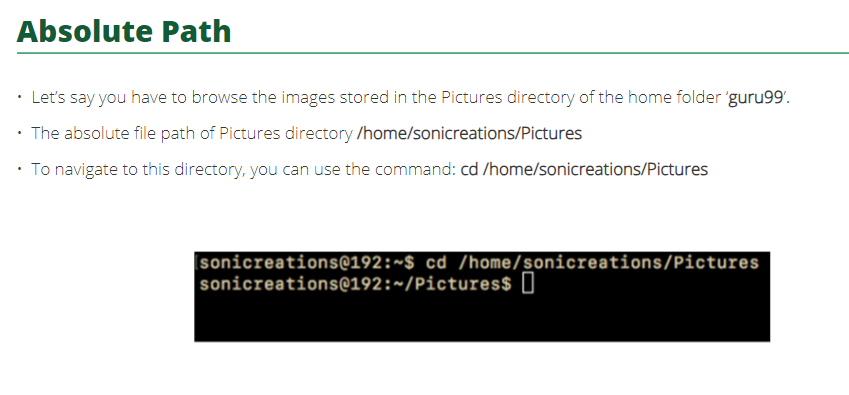 Absolute Path
• Let’s say you have to browse the images stored in the Pictures directory of the home folder ‘guru99’.
• The absolute file path of Pictures directory /home/sonicreations/Pictures
• To navigate to this directory, you can use the command: cd /home/sonicreations/Pictures
sonicreations@192:~$ cd /home/sonicreations/Pictures
sonicreations@192:~/Pictures$